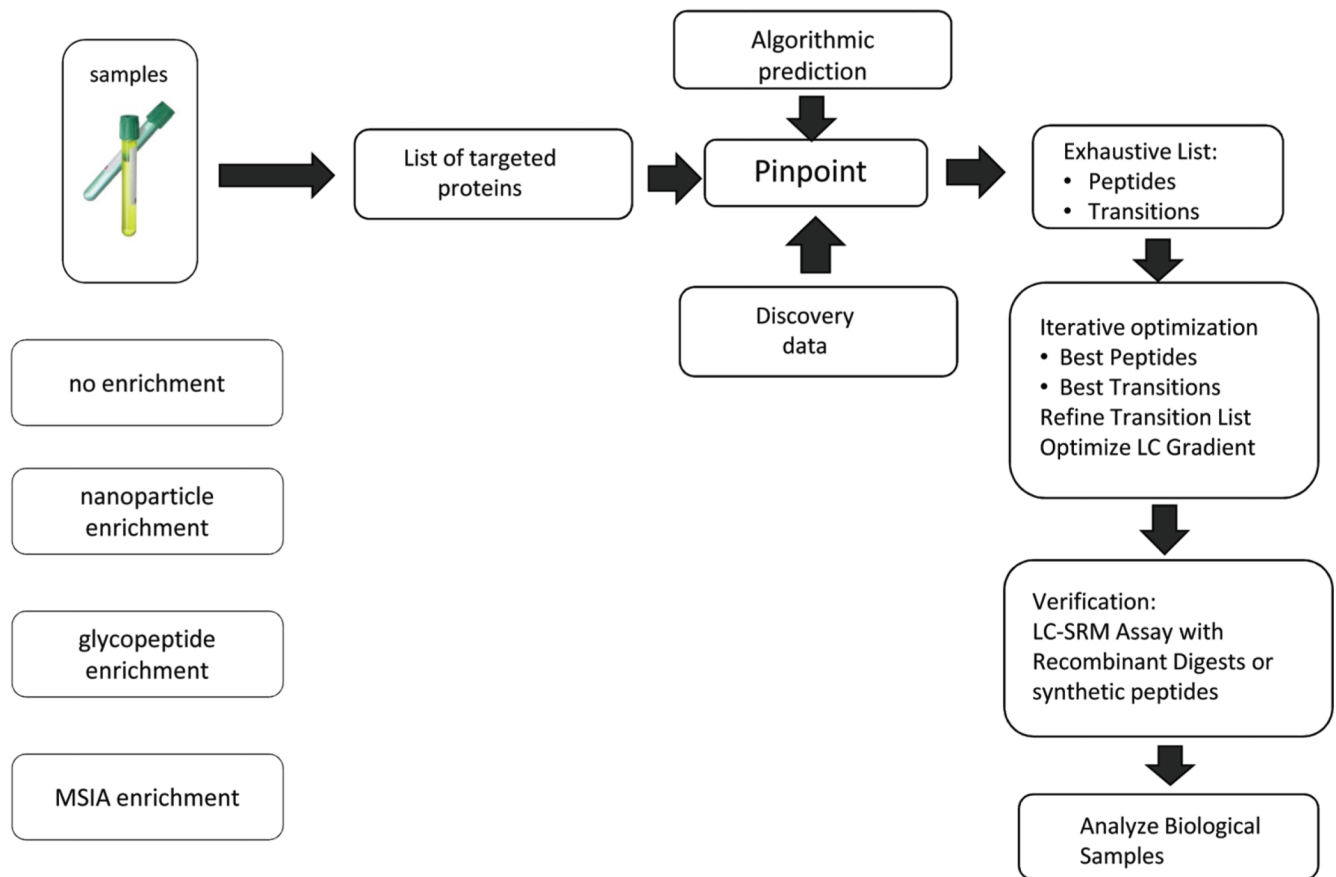 samples
List of targeted
proteins
Algorithmic
prediction
Pinpoint
Discovery
data
Exhaustive List:
• Peptides
• Transitions
Iterative optimization
• Best Peptides
• Best Transitions
Refine Transition List
Optimize LC Gradient
Verification:
LC-SRM Assay with
Recombinant Digests or
synthetic peptides
Analyze Biological
Samples
no enrichment
nanoparticle
enrichment
glycopeptide
enrichment
MSIA enrichment